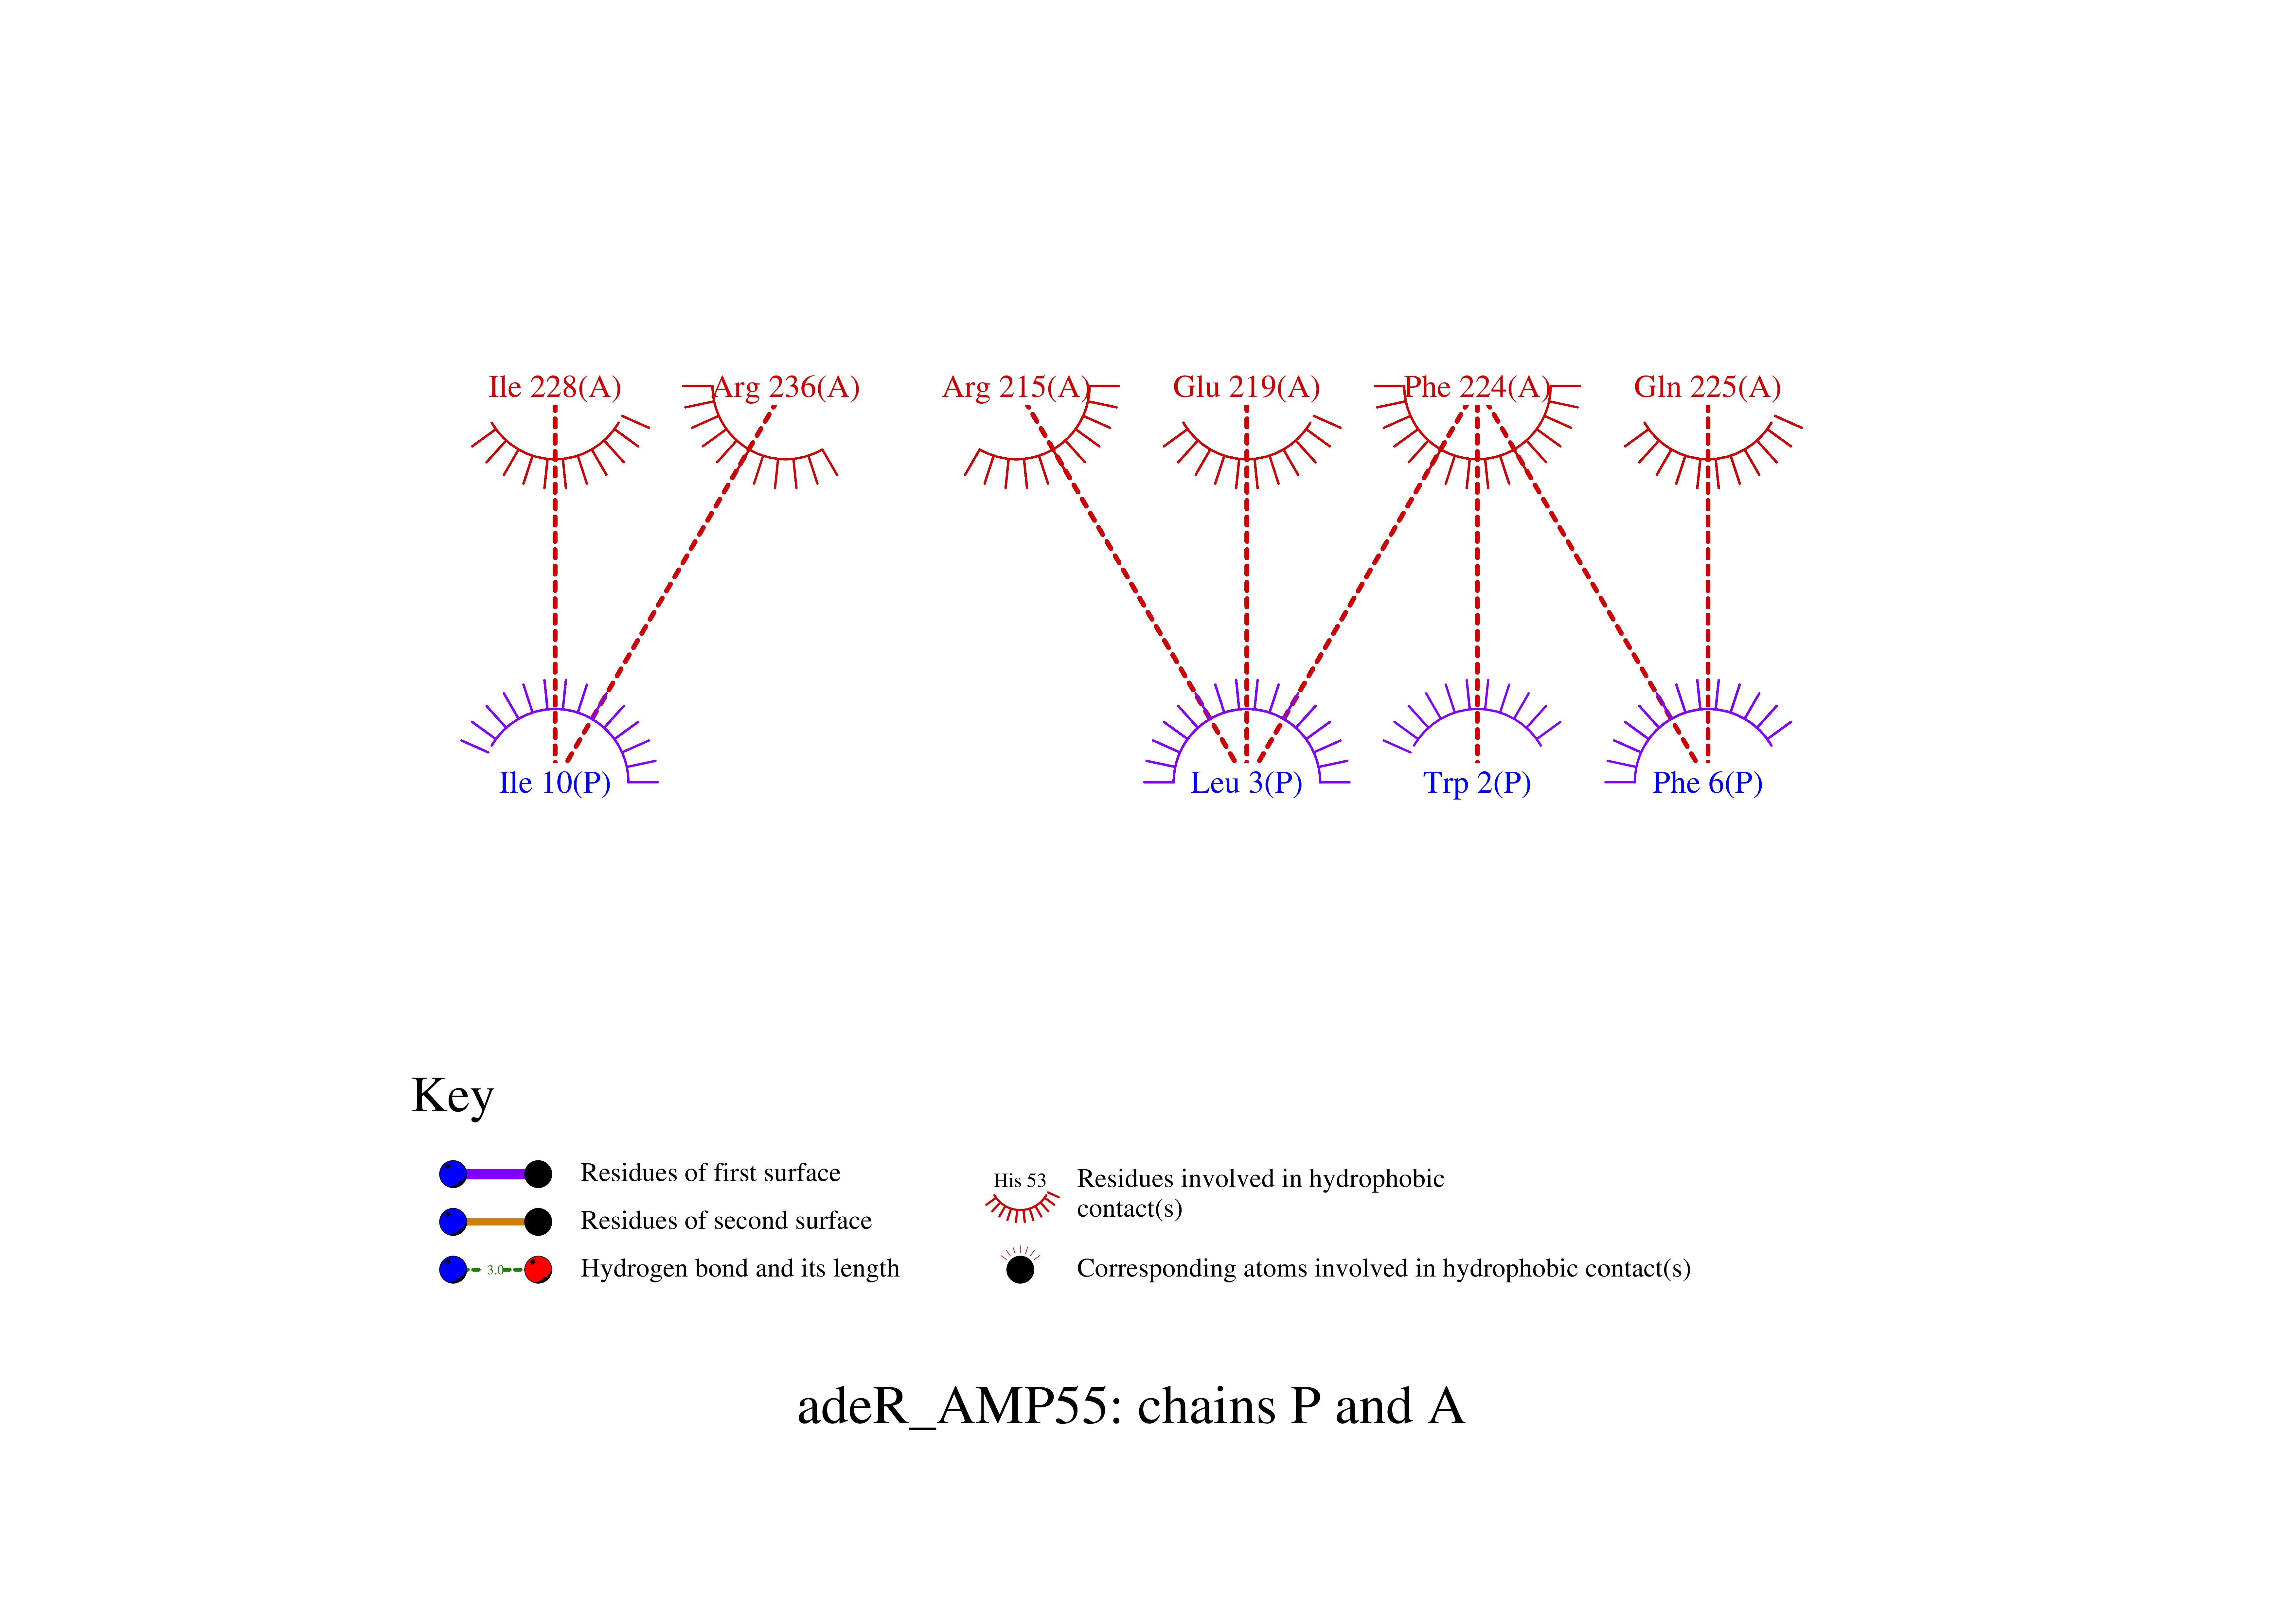 Ile 228(A) Arg 236(A) Arg 215(A) Glu 219(A) Phe 224(A) Gln 225(A)
Ile 10(P) Leu 3(P) Trp 2(P) Phe 6(P)
Key
Residues of first surface
Residues of second surface
3.0 Hydrogen bond and its length
His 53 Residues involved in hydrophobic
contact(s)
Corresponding atoms involved in hydrophobic contact(s)
adeR_AMP55: chains P and A